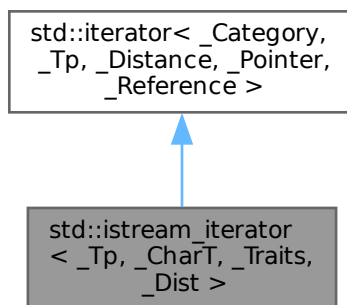 std::iterator< _Category,
_Tp, _Distance, _Pointer,
_Reference >
std::istream_iterator
< _Tp, _CharT, _Traits,
_Dist >